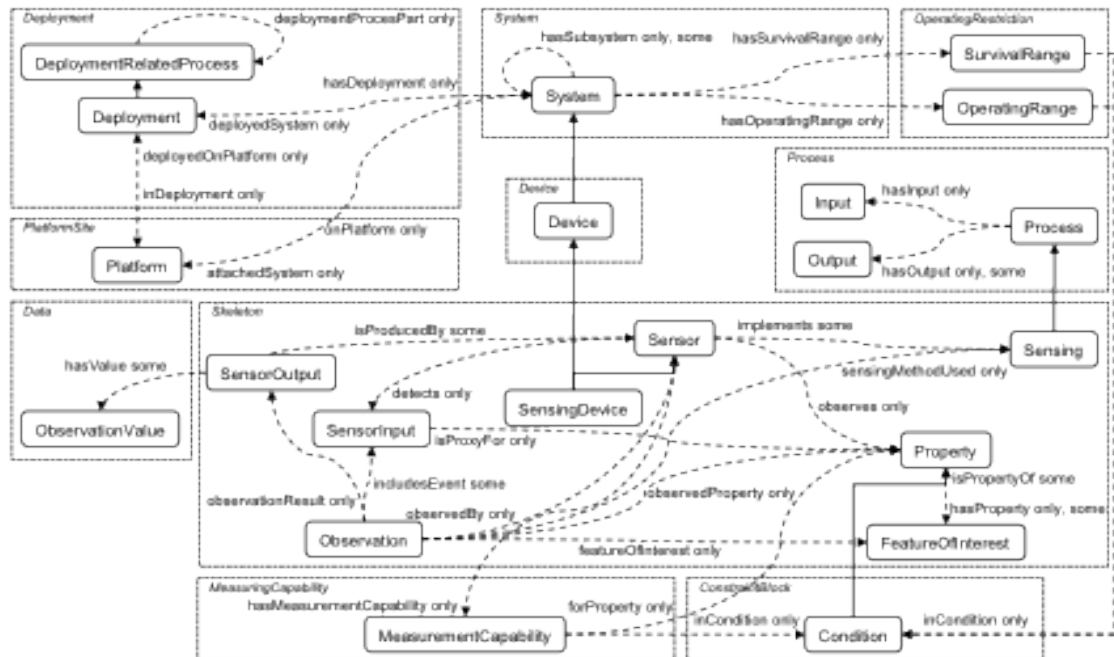 Deployment
deploymentProcesPart only
DeploymentRelatedProcess
Deployment
hasDeployment only
deployedSystem only
deployedOnPlatform only
inDeployment only
System
hasSubsystem only, some
System
hasSurvivalRange only
hasOperatingRange only
OperatingRestriction
SurvivalRange
OperatingRange
Process
hasInput only
Input
Process
Output
hasOutput only, some
Device
Device
PlatformSite
onPlatform only
Platform
attachedSystem only
Data
hasValue some
ObservationValue
Skeleton
isProducedBy some
Sensor
implements some
Sensing
SensorOutput
sensingMethodUsed only
detects only
SensingDevice
SensorInput
observes only
isProxyFor only
Property
isPropertyOf some
includesEvent some
observationResult only
observedProperty only
observedBy only
hasProperty only, some
Observation
featureOfInterest only
FeatureOfInterest
MeasuringCapability
hasMeasurementCapability only
forProperty only
MeasurementCapability
inCondition only
ConstraintBlock
Condition
inCondition only